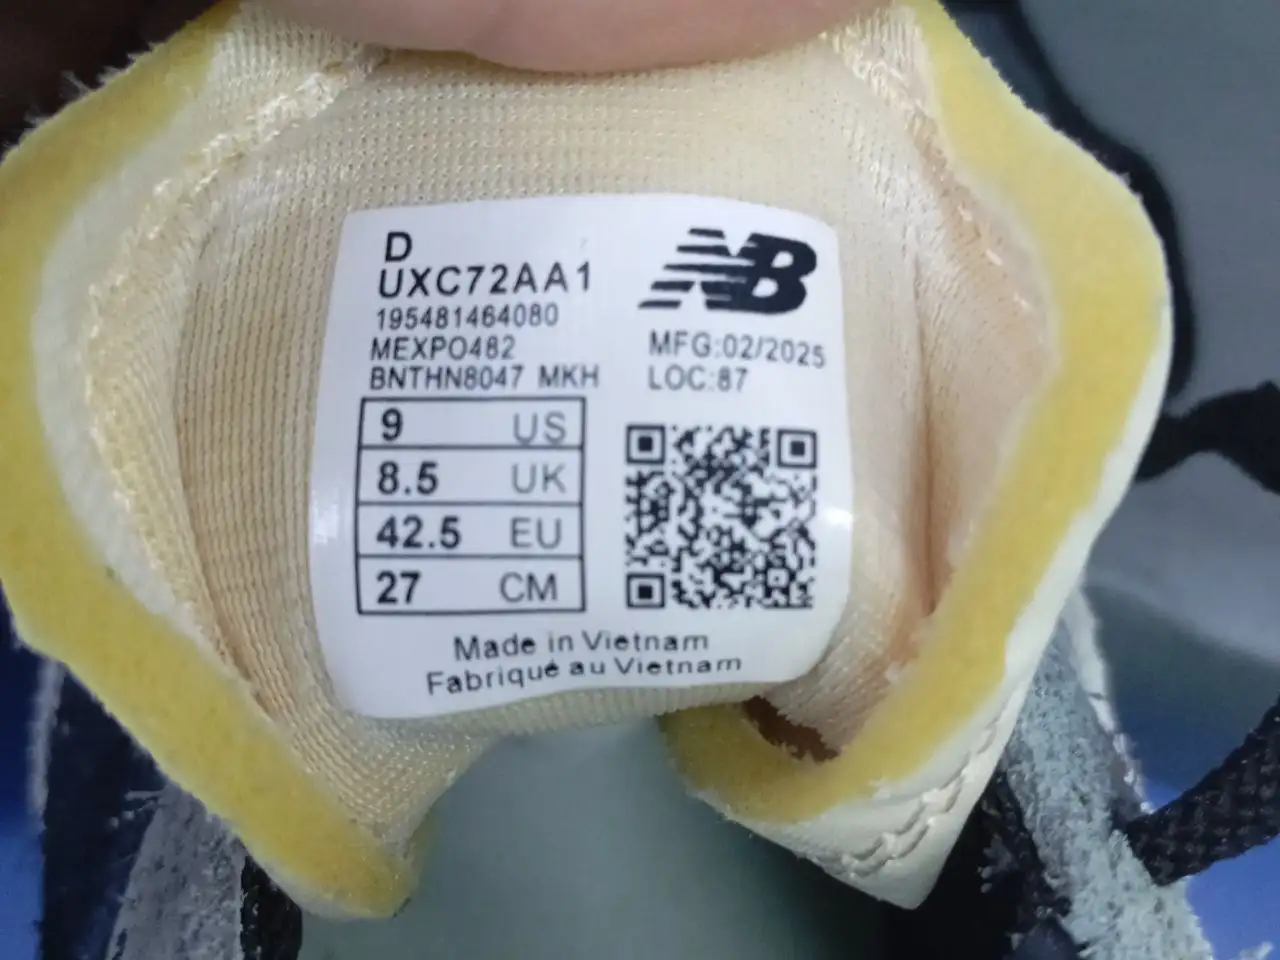 D
UXC72AA1
195481464080
MEXPO482
BNTHN8047 MKH
NB
MFG:02/2025
LOC:87
9 US
8.5 UK
42.5 EU
27 CM
Made in Vietnam
Fabriqué au Vietnam